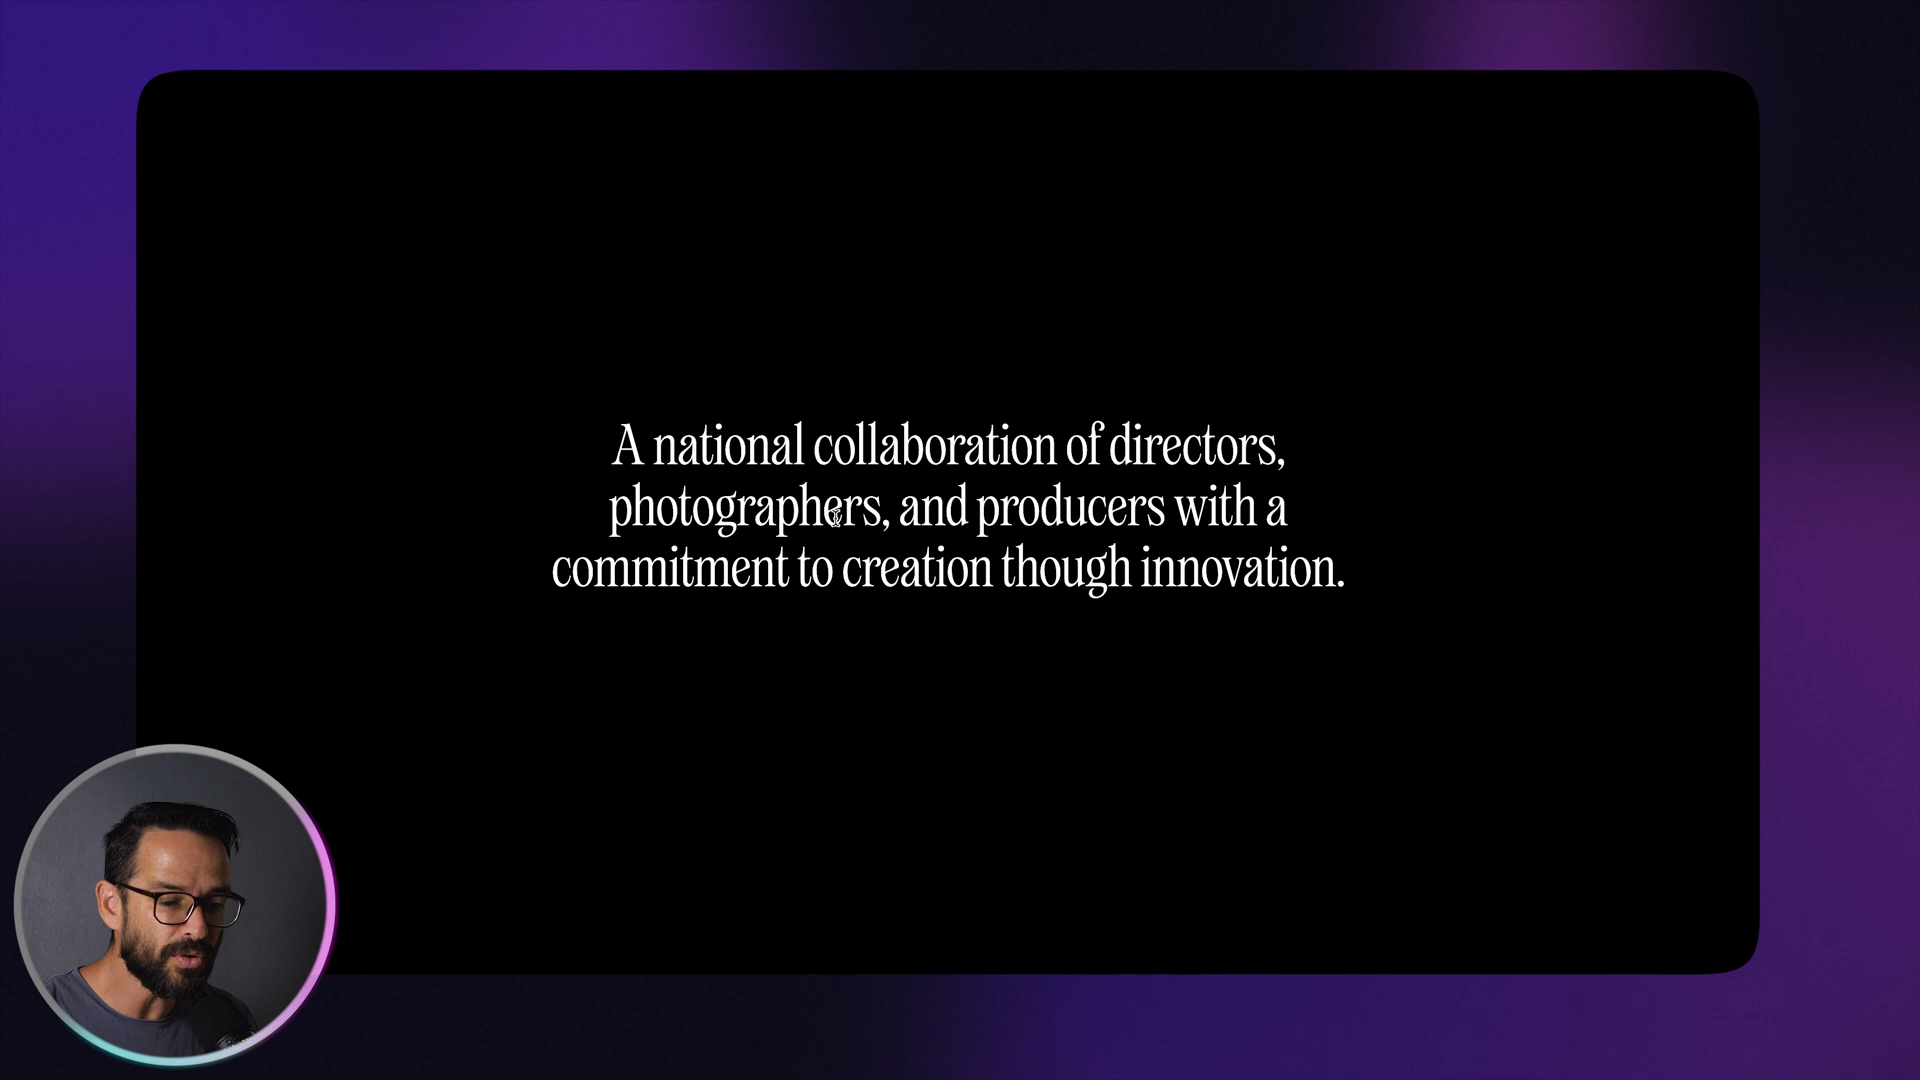 A national collaboration of directors,
photographers, and producers with a
commitment to creation though innovation.